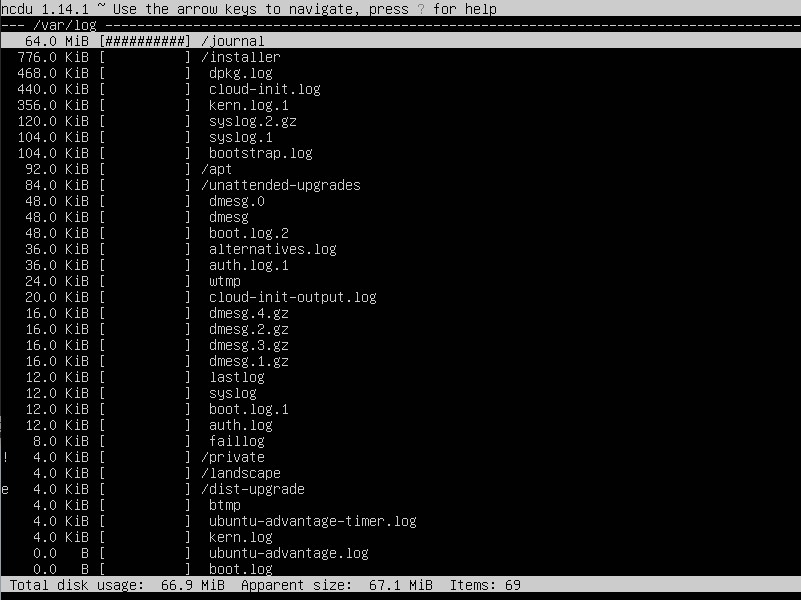 ncdu 1.14.1 ~ Use the arrow keys to navigate, press ? for help
--- /var/log ---------------------------------------------------------------------------------------
   64.0 MiB [##########] /journal
  776.0 KiB [          ] /installer
  468.0 KiB [          ]  dpkg.log
  440.0 KiB [          ]  cloud-init.log
  356.0 KiB [          ]  kern.log.1
  120.0 KiB [          ]  syslog.2.gz
  104.0 KiB [          ]  syslog.1
  104.0 KiB [          ]  bootstrap.log
   92.0 KiB [          ] /apt
   84.0 KiB [          ] /unattended-upgrades
   48.0 KiB [          ]  dmesg.0
   48.0 KiB [          ]  dmesg
   48.0 KiB [          ]  boot.log.2
   36.0 KiB [          ]  alternatives.log
   36.0 KiB [          ]  auth.log.1
   24.0 KiB [          ]  wtmp
   20.0 KiB [          ]  cloud-init-output.log
   16.0 KiB [          ]  dmesg.4.gz
   16.0 KiB [          ]  dmesg.2.gz
   16.0 KiB [          ]  dmesg.3.gz
   16.0 KiB [          ]  dmesg.1.gz
   12.0 KiB [          ]  lastlog
   12.0 KiB [          ]  syslog
   12.0 KiB [          ]  boot.log.1
   12.0 KiB [          ]  auth.log
    8.0 KiB [          ]  faillog
!   4.0 KiB [          ] /private
    4.0 KiB [          ] /landscape
e   4.0 KiB [          ] /dist-upgrade
    4.0 KiB [          ]  btmp
    4.0 KiB [          ]  ubuntu-advantage-timer.log
    4.0 KiB [          ]  kern.log
    0.0   B [          ]  ubuntu-advantage.log
    0.0   B [          ]  boot.log
 Total disk usage:  66.9 MiB  Apparent size:  67.1 MiB  Items: 69